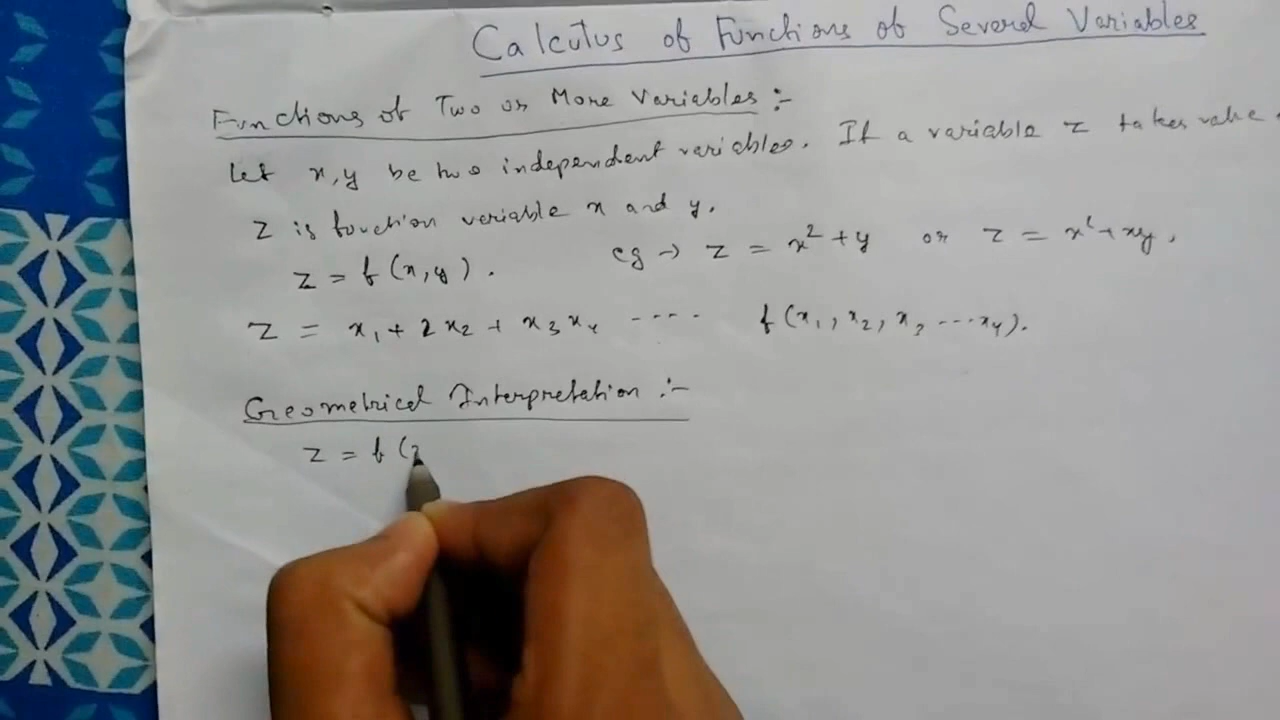 Calculus of Functions of Several Variables
Functions of Two or More Variables :-
Let x, y be two independent variables. If a variable z takes value
z is function variable x and y.
z = f(x,y). eg → z = x² + y or z = x² + xy,
z = x₁ + 2x₂ + x₃x₄ ---- f(x₁, x₂, x₃ ---x₄).
Geometrical Interpretation :-
z = f(